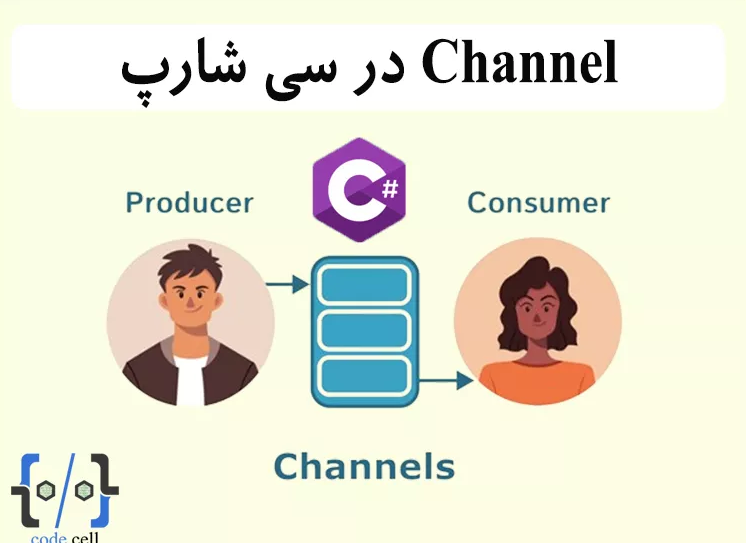 Channel در سی شارپ
C#
Producer
Consumer
Channels
code cell